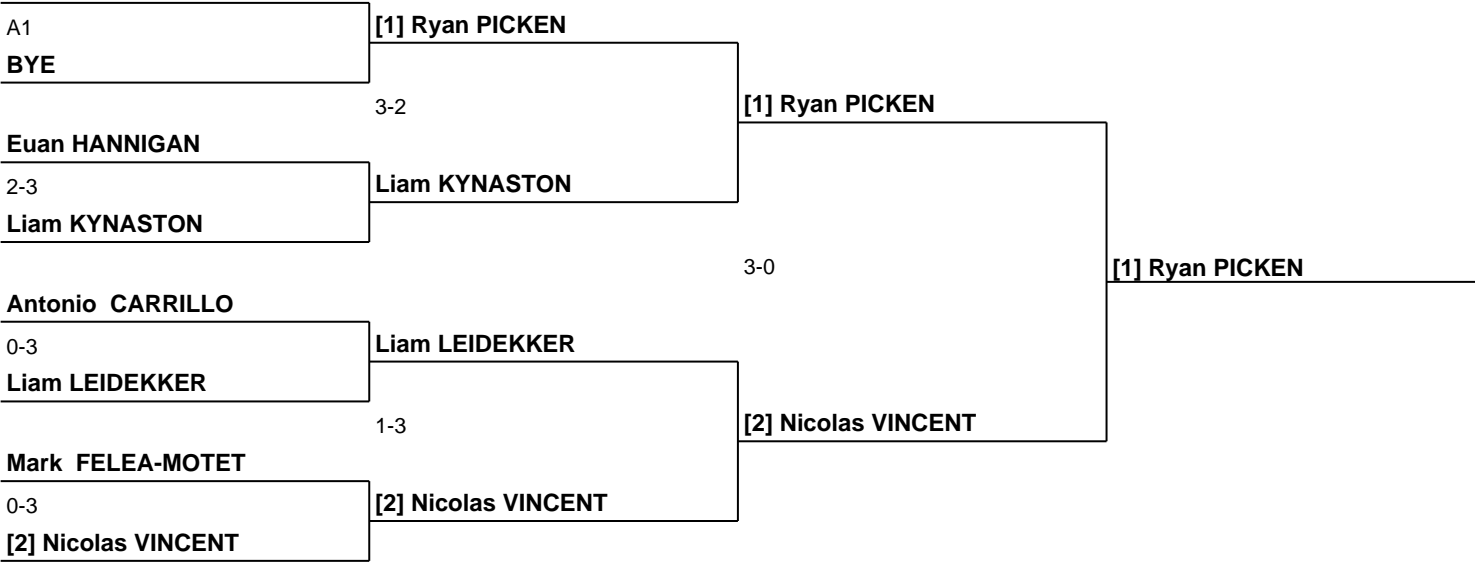 A1
BYE
Euan HANNIGAN
2-3
Liam KYNASTON
Antonio CARRILLO
0-3
Liam LEIDEKKER
Mark FELEA-MOTET
0-3
[2] Nicolas VINCENT
[1] Ryan PICKEN
3-2
Liam KYNASTON
Liam LEIDEKKER
1-3
[2] Nicolas VINCENT
[1] Ryan PICKEN
3-0
[2] Nicolas VINCENT
[1] Ryan PICKEN